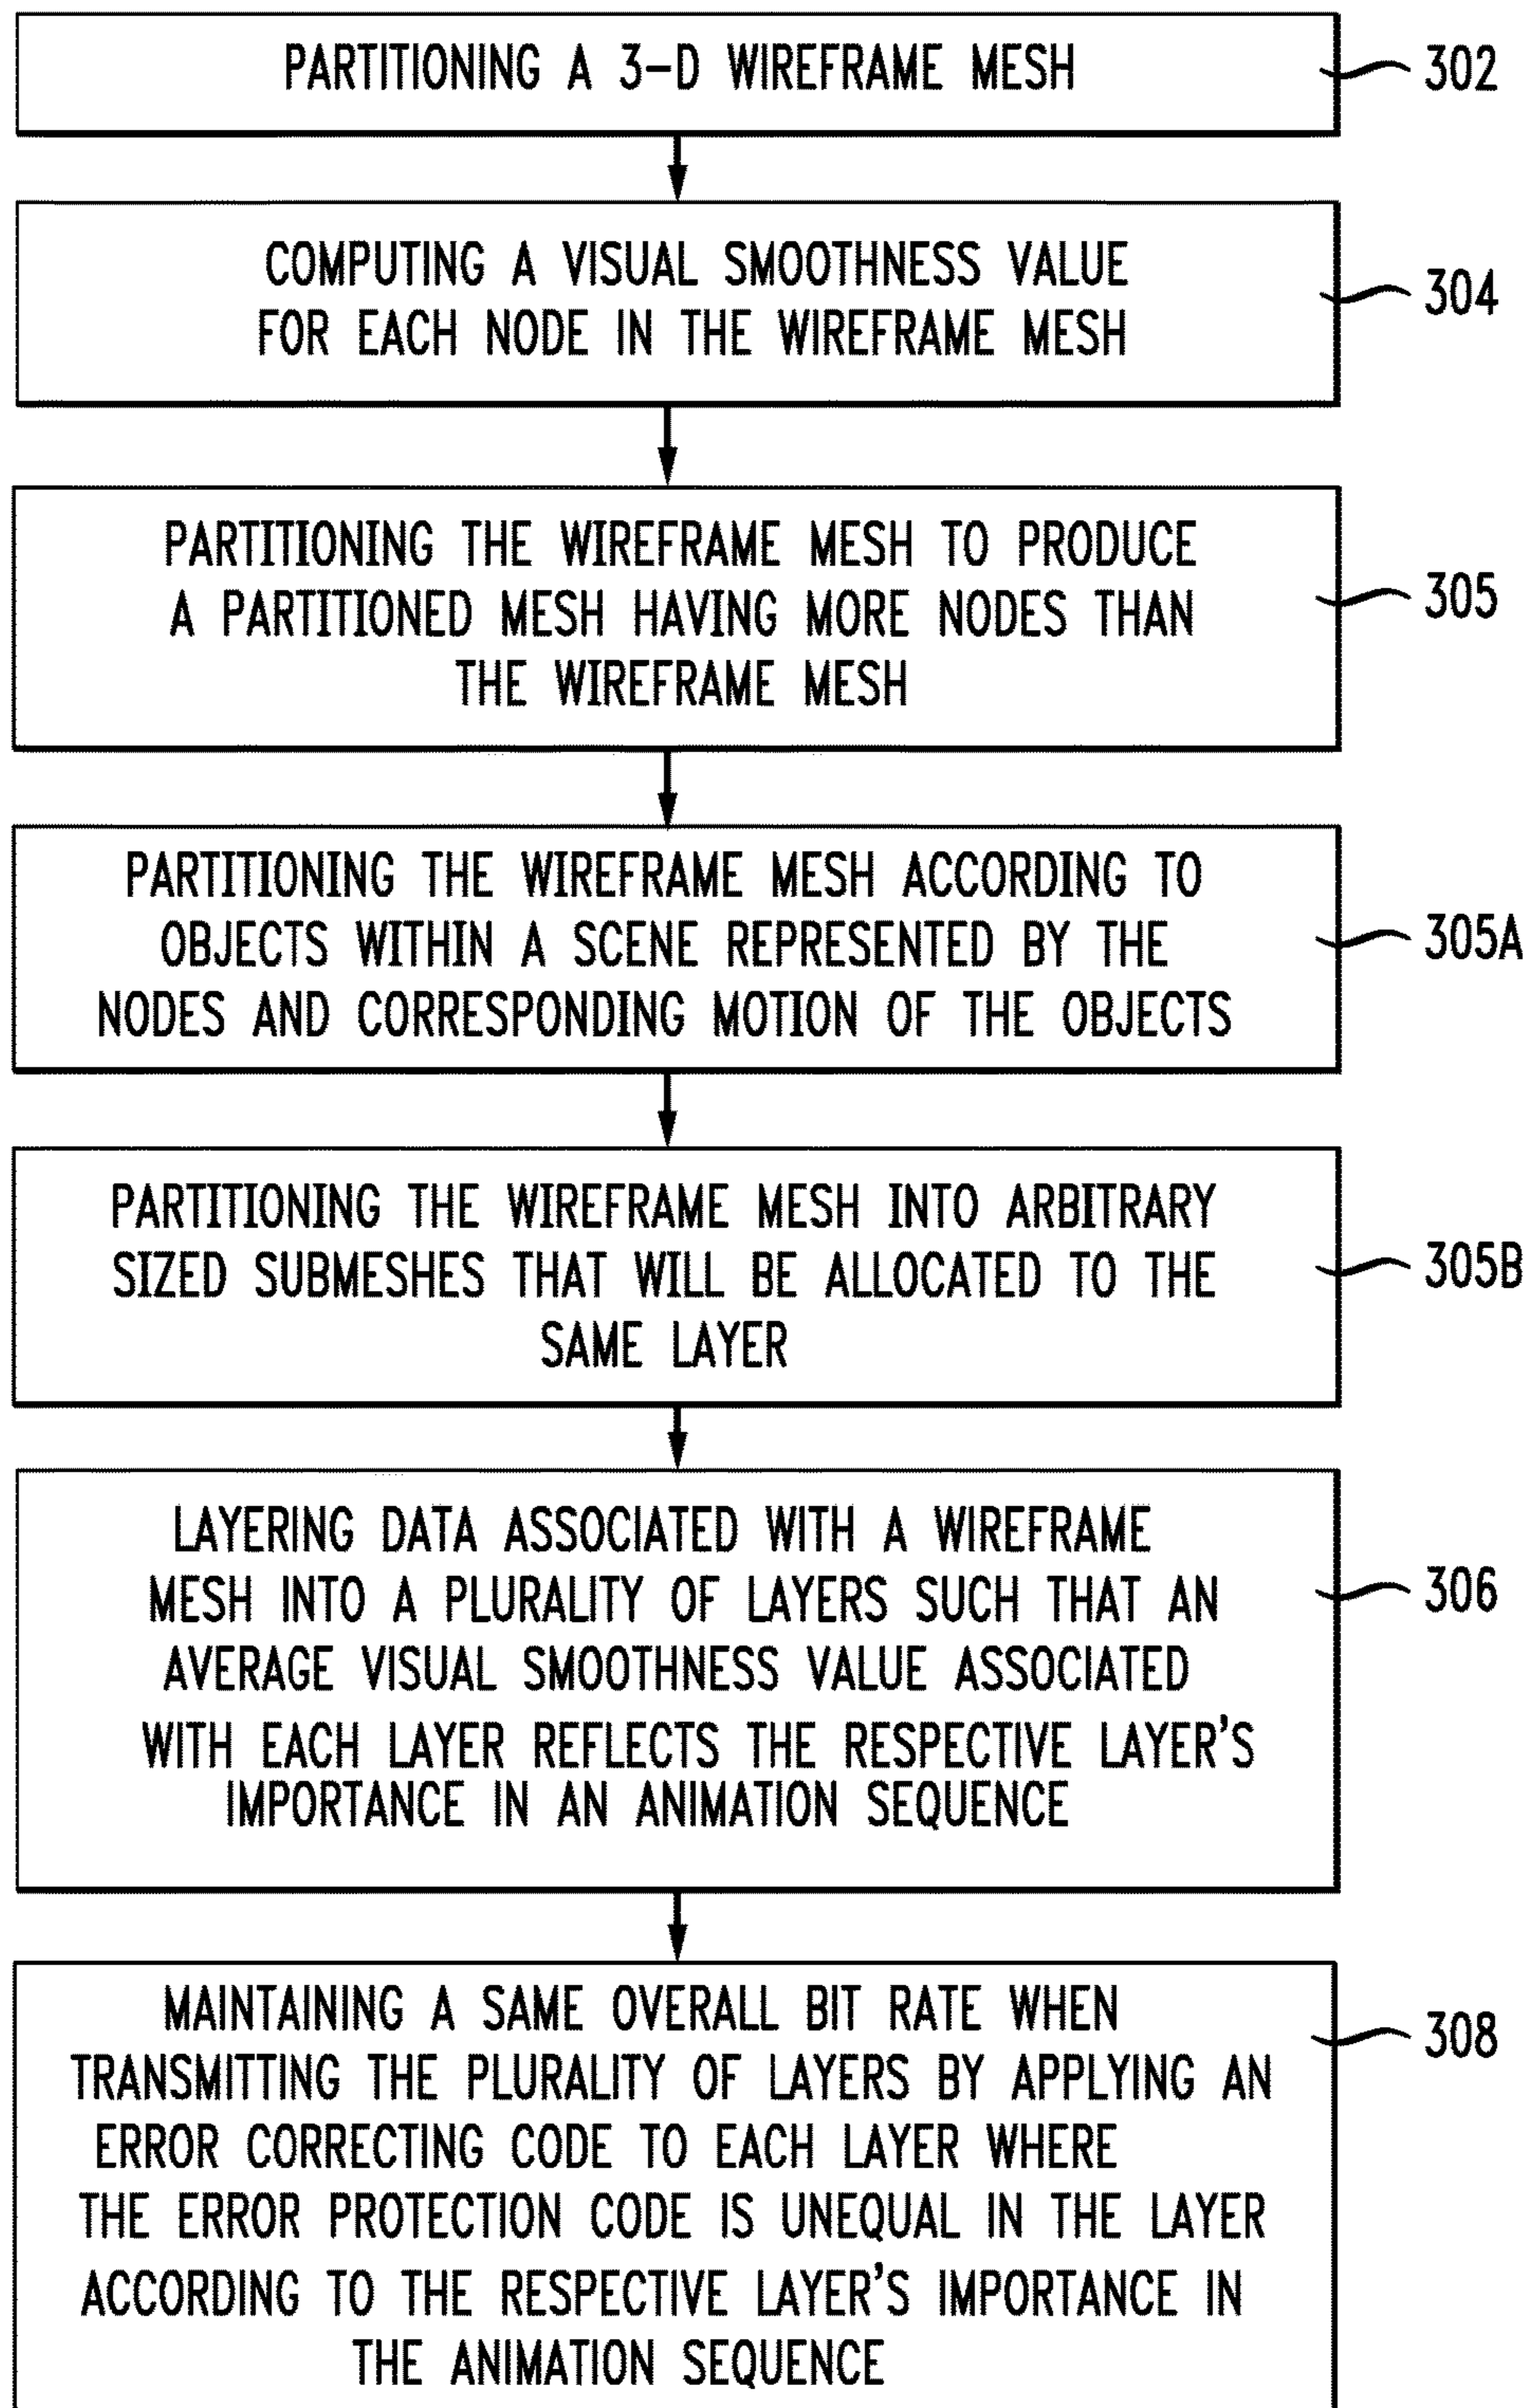 PARTITIONING A 3-D WIREFRAME MESH
302
COMPUTING A VISUAL SMOOTHNESS VALUE
FOR EACH NODE IN THE WIREFRAME MESH
304
PARTITIONING THE WIREFRAME MESH TO PRODUCE
A PARTITIONED MESH HAVING MORE NODES THAN
THE WIREFRAME MESH
305
PARTITIONING THE WIREFRAME MESH ACCORDING TO
OBJECTS WITHIN A SCENE REPRESENTED BY THE
NODES AND CORRESPONDING MOTION OF THE OBJECTS
305A
PARTITIONING THE WIREFRAME MESH INTO ARBITRARY
SIZED SUBMESHES THAT WILL BE ALLOCATED TO THE
SAME LAYER
305B
LAYERING DATA ASSOCIATED WITH A WIREFRAME
MESH INTO A PLURALITY OF LAYERS SUCH THAT AN
AVERAGE VISUAL SMOOTHNESS VALUE ASSOCIATED
WITH EACH LAYER REFLECTS THE RESPECTIVE LAYER'S
IMPORTANCE IN AN ANIMATION SEQUENCE
306
MAINTAINING A SAME OVERALL BIT RATE WHEN
TRANSMITTING THE PLURALITY OF LAYERS BY APPLYING AN
ERROR CORRECTING CODE TO EACH LAYER WHERE
THE ERROR PROTECTION CODE IS UNEQUAL IN THE LAYER
ACCORDING TO THE RESPECTIVE LAYER'S IMPORTANCE IN
THE ANIMATION SEQUENCE
308